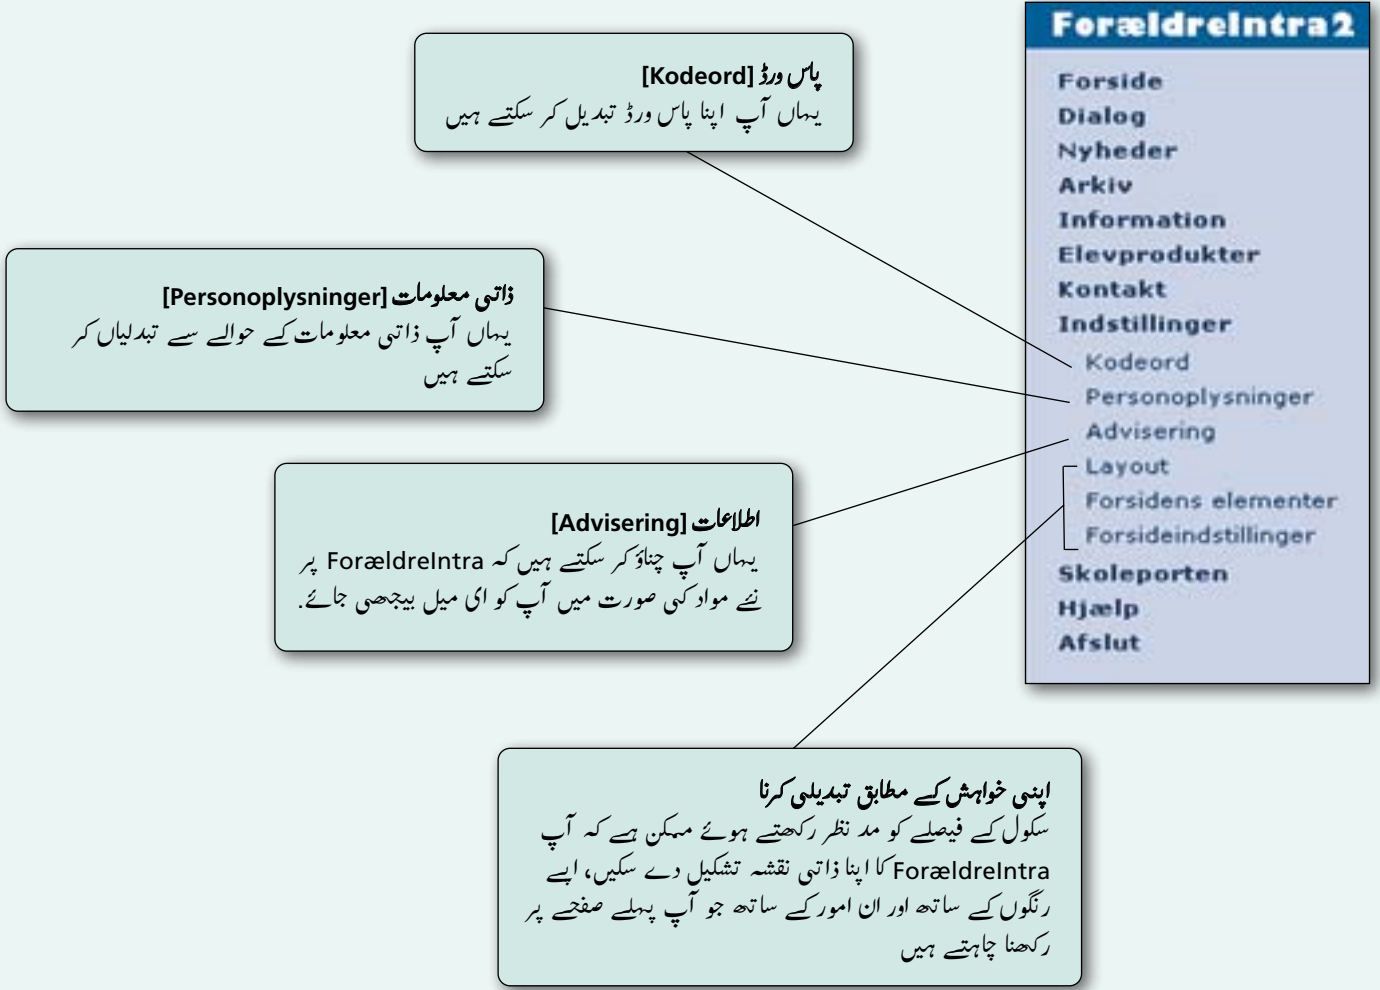 ForældreIntra2
Forside
Dialog
Nyheder
Arkiv
Information
Elevprodukter
Kontakt
Indstillinger
Kodeord
Personoplysninger
Advisering
Layout
Forsidens elementer
Forsideindstillinger
Skoleporten
Hjælp
Afslut
پاس ورڈ [Kodeord]
یہاں آپ اپنا پاس ورڈ تبدیل کر سکتے ہیں
ذاتی معلومات [Personoplysninger]
یہاں آپ ذاتی معلومات کے حوالے سے تبدلیاں کر
سکتے ہیں
اطلاعات [Advisering]
یہاں آپ چناؤ کر سکتے ہیں کہ ForældreIntra پر
نئے مواد کی صورت میں آپ کو ای میل بیجھی جائے.
اپنی خواہش کے مطابق تبدیلی کرنا
سکول کے فیصلے کو مد نظر رکھتے ہوئے ممکن ہے کہ آپ
ForældreIntra کا اپنا ذاتی نقشہ تشکیل دے سکیں، اپے
رنگوں کے ساتھ اور ان امور کے ساتھ جو آپ پہلے صفحے پر
رکھنا چاہتے ہیں